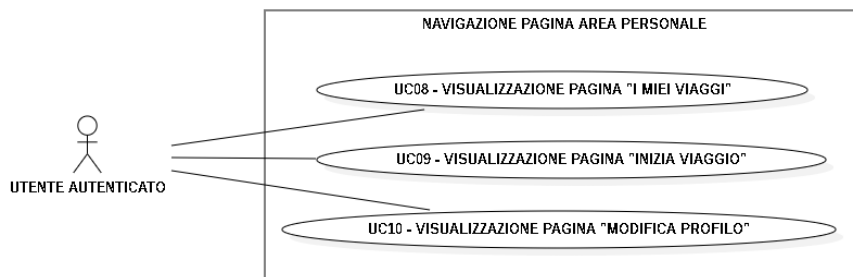 NAVIGAZIONE PAGINA AREA PERSONALE
UC08 - VISUALIZZAZIONE PAGINA "I MIEI VIAGGI"
UC09 - VISUALIZZAZIONE PAGINA "INIZIA VIAGGIO"
UTENTE AUTENTICATO
UC10 - VISUALIZZAZIONE PAGINA "MODIFICA PROFILO"